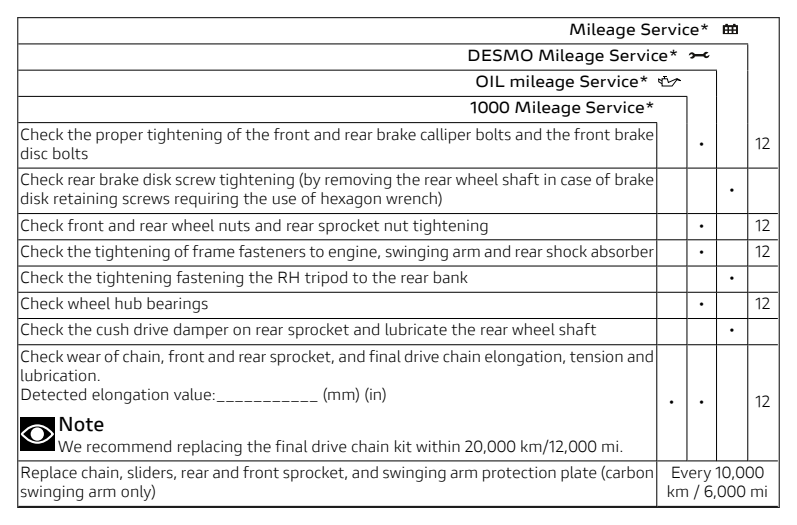 Mileage Service*
DESMO Mileage Service*
OIL mileage Service*
1000 Mileage Service*
Check the proper tightening of the front and rear brake calliper bolts and the front brake
disc bolts
•
12
Check rear brake disk screw tightening (by removing the rear wheel shaft in case of brake
disk retaining screws requiring the use of hexagon wrench)
•
Check front and rear wheel nuts and rear sprocket nut tightening
•
12
Check the tightening of frame fasteners to engine, swinging arm and rear shock absorber
•
12
Check the tightening fastening the RH tripod to the rear bank
•
Check wheel hub bearings
•
12
Check the cush drive damper on rear sprocket and lubricate the rear wheel shaft
•
Check wear of chain, front and rear sprocket, and final drive chain elongation, tension and
lubrication.
Detected elongation value:___________ (mm) (in)
• • 12
Note
We recommend replacing the final drive chain kit within 20,000 km/12,000 mi.
Replace chain, sliders, rear and front sprocket, and swinging arm protection plate (carbon
swinging arm only)
Every 10,000
km / 6,000 mi